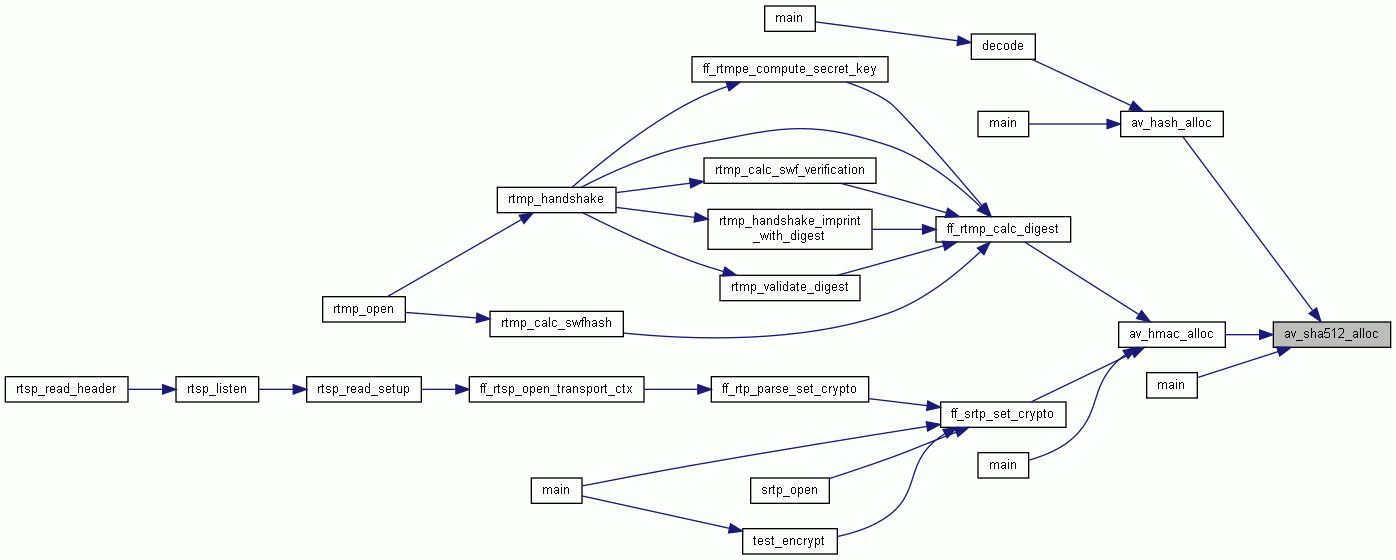 main
decode
ff_rtmpe_compute_secret_key
main
av_hash_alloc
rtmp_calc_swf_verification
rtmp_handshake
rtmp_handshake_imprint
_with_digest
ff_rtmp_calc_digest
rtmp_validate_digest
rtmp_open
rtmp_calc_swfhash
av_hmac_alloc
av_sha512_alloc
rtsp_read_header
rtsp_listen
rtsp_read_setup
ff_rtsp_open_transport_ctx
ff_rtp_parse_set_crypto
main
ff_srtp_set_crypto
main
main
srtp_open
test_encrypt